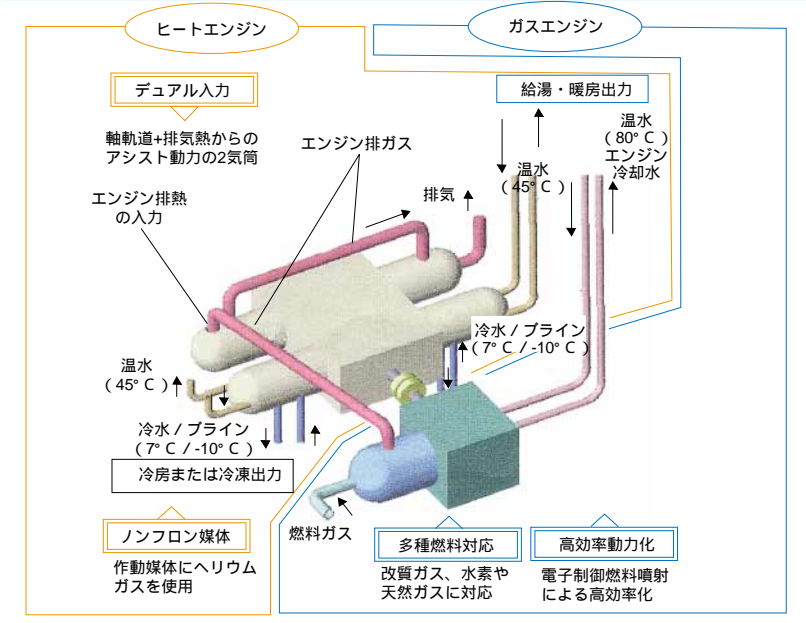 ヒートエンジン
ガスエンジン
デュアル入力
軸軌道+排気熱からの
アシスト動力の2気筒
エンジン排ガス
給湯・暖房出力
温水
(80°C)
エンジン
冷却水
温水
(45°C)
排気
エンジン排熱
の入力
冷水 / ブライン
(7°C / -10°C)
温水
(45°C)
冷水 / ブライン
(7°C / -10°C)
冷房または冷凍出力
燃料ガス
ノンフロン媒体
作動媒体にヘリウム
ガスを使用
多種燃料対応
改質ガス、水素や
天然ガスに対応
高効率動力化
電子制御燃料噴射
による高効率化